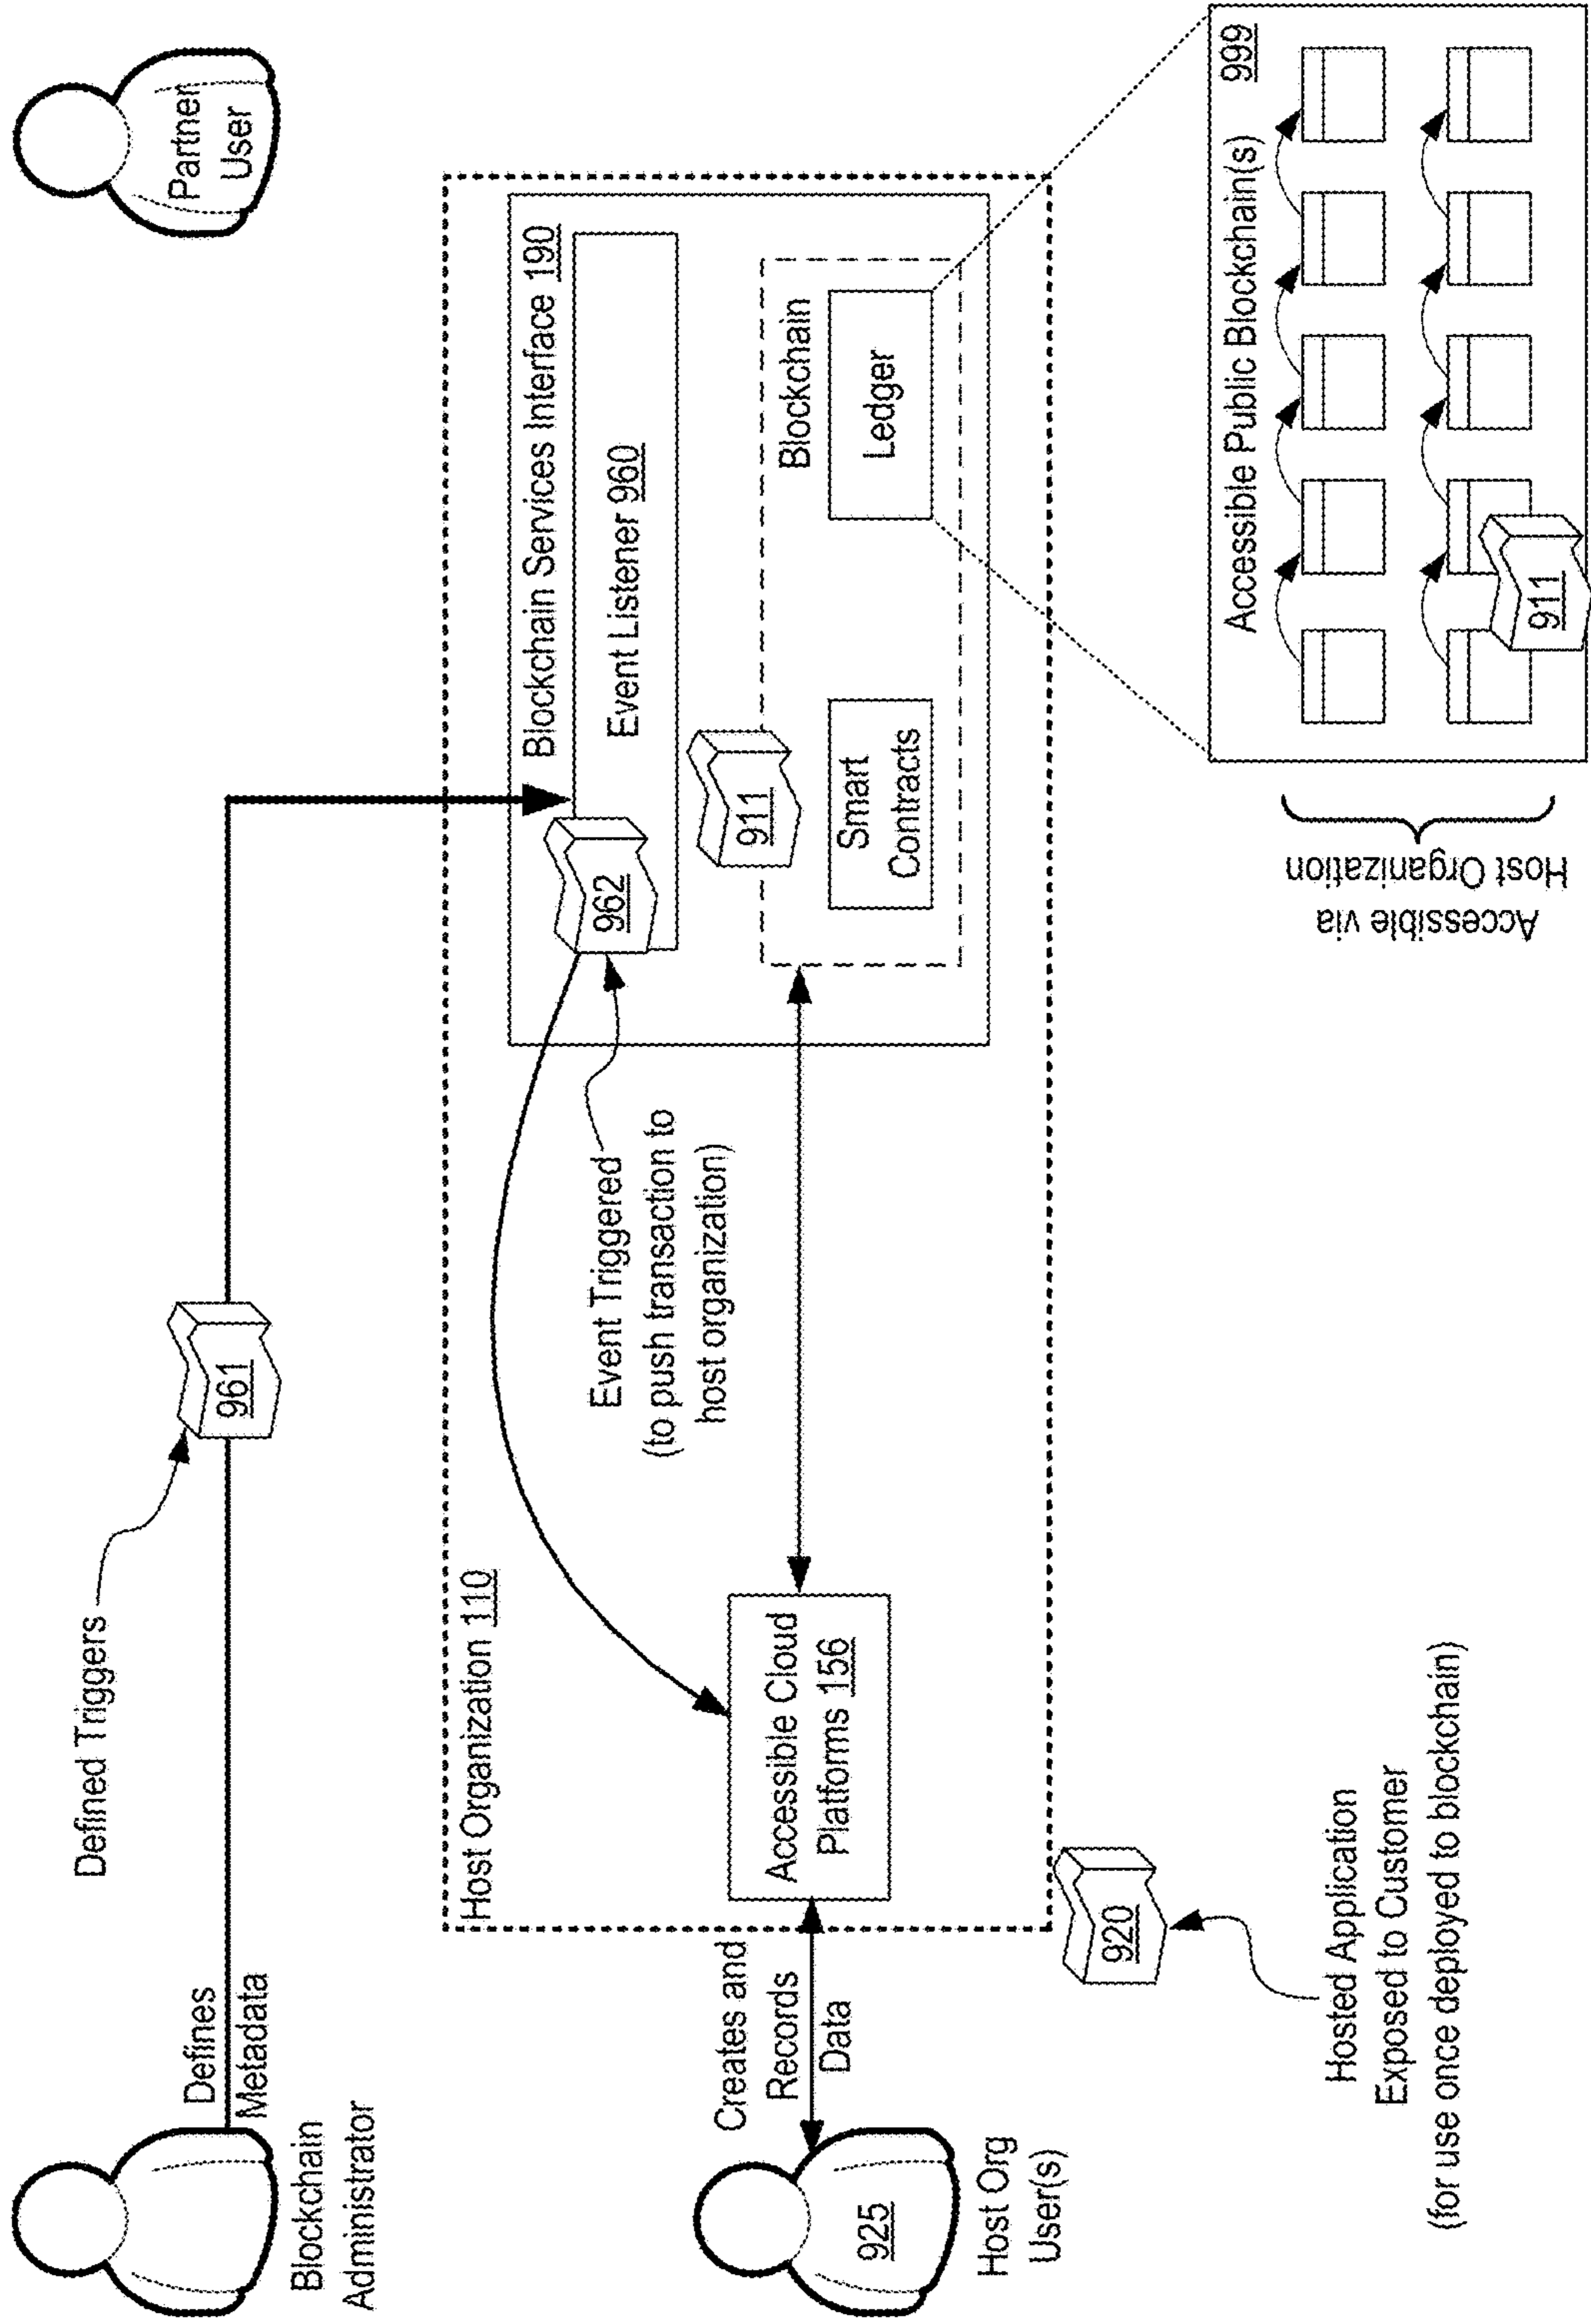 Blockchain
Administrator
Defines
Metadata
Defined Triggers
961
Partner
User
Host Organization 110
Blockchain Services Interface 190
Event Listener 960
962
Event Triggered
(to push transaction to
host organization)
911
Blockchain
Smart
Contracts
Ledger
Accessible Cloud
Platforms 156
Creates and
Records
Data
925
Host Org
User(s)
920
Hosted Application
Exposed to Customer
(for use once deployed to blockchain)
Accessible via
Host Organization
Accessible Public Blockchain(s) 999
911